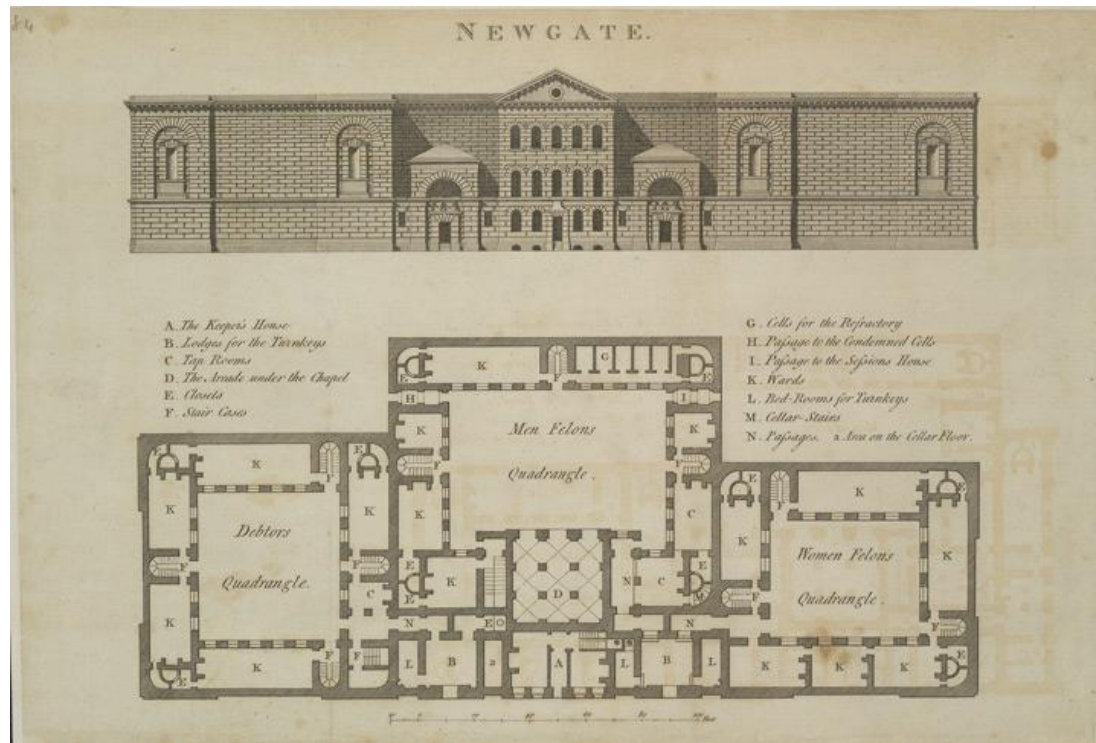 84
NEWGATE.
A. The Keeper's House
B. Lodges for the Turnkeys
C. Tap Rooms
D. The Arcade under the Chapel
E. Closets
F. Stair Cases
G. Cells for the Refractory
H. Paſsage to the Condemned Cells
I. Paſsage to the Seſsions House
K. Wards
L. Bed-Rooms for Turnkeys
M. Cellar-Stairs
N. Paſsages. a Area on the Cellar Floor.
E K F G E
H I
K Men Felons K
F Quadrangle. F
E K F E
K K K C
Debtors
Quadrangle.
F F
C
K
K F
E E K
D
N C E
M
N E N
L B a A L B L
E F K E
K K
Women Felons
Quadrangle.
F F
K K K E
Feet